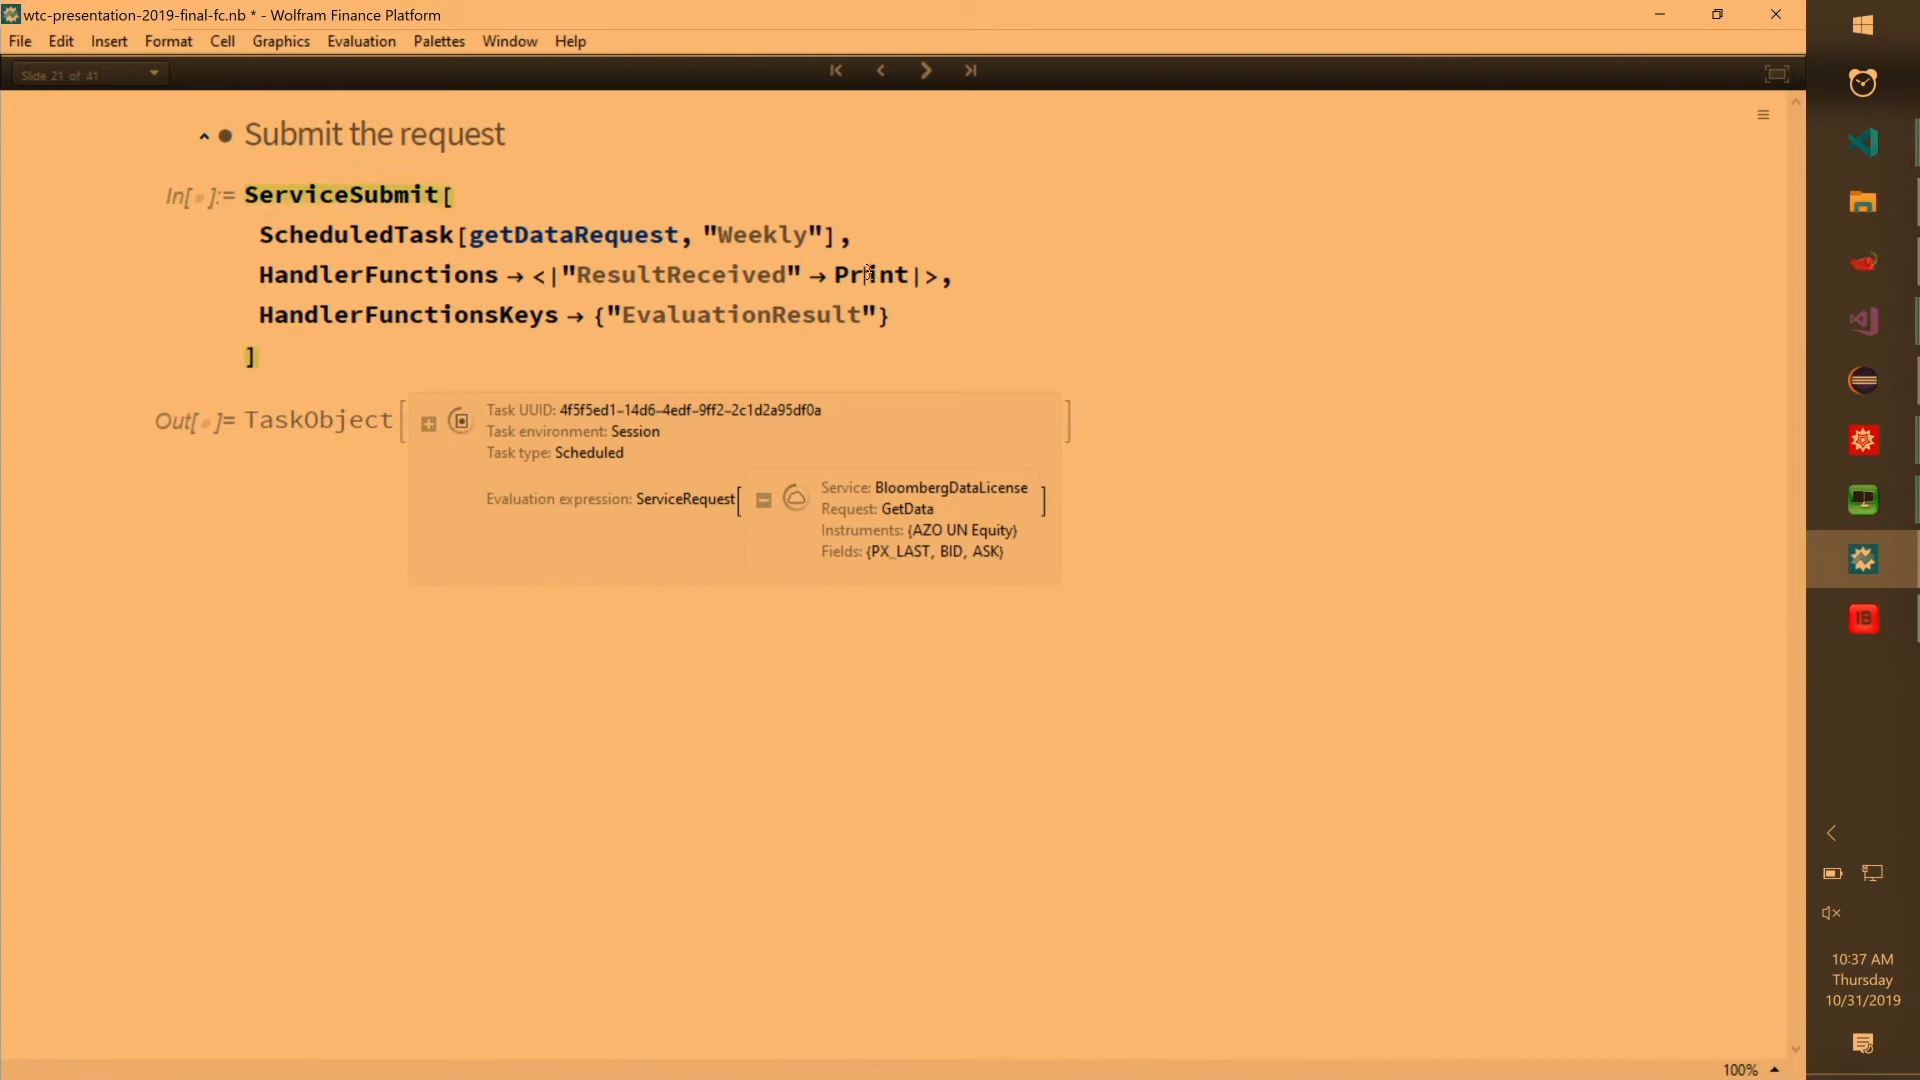 wtc-presentation-2019-final-fc.nb * - Wolfram Finance Platform
File Edit Insert Format Cell Graphics Evaluation Palettes Window Help
Slide 21 of 41
Submit the request
In[ ]:= ServiceSubmit[
ScheduledTask[getDataRequest, "Weekly"],
HandlerFunctions → <|"ResultReceived" → Print|>,
HandlerFunctionsKeys → {"EvaluationResult"}
]
Out[ ]= TaskObject[
Task UUID: 4f5f5ed1-14d6-4edf-9ff2-2c1d2a95df0a
Task environment: Session
Task type: Scheduled
Evaluation expression: ServiceRequest[
Service: BloombergDataLicense
Request: GetData
Instruments: {AZO UN Equity}
Fields: {PX_LAST, BID, ASK}
]
]
IB
10:37 AM
Thursday
10/31/2019
100%